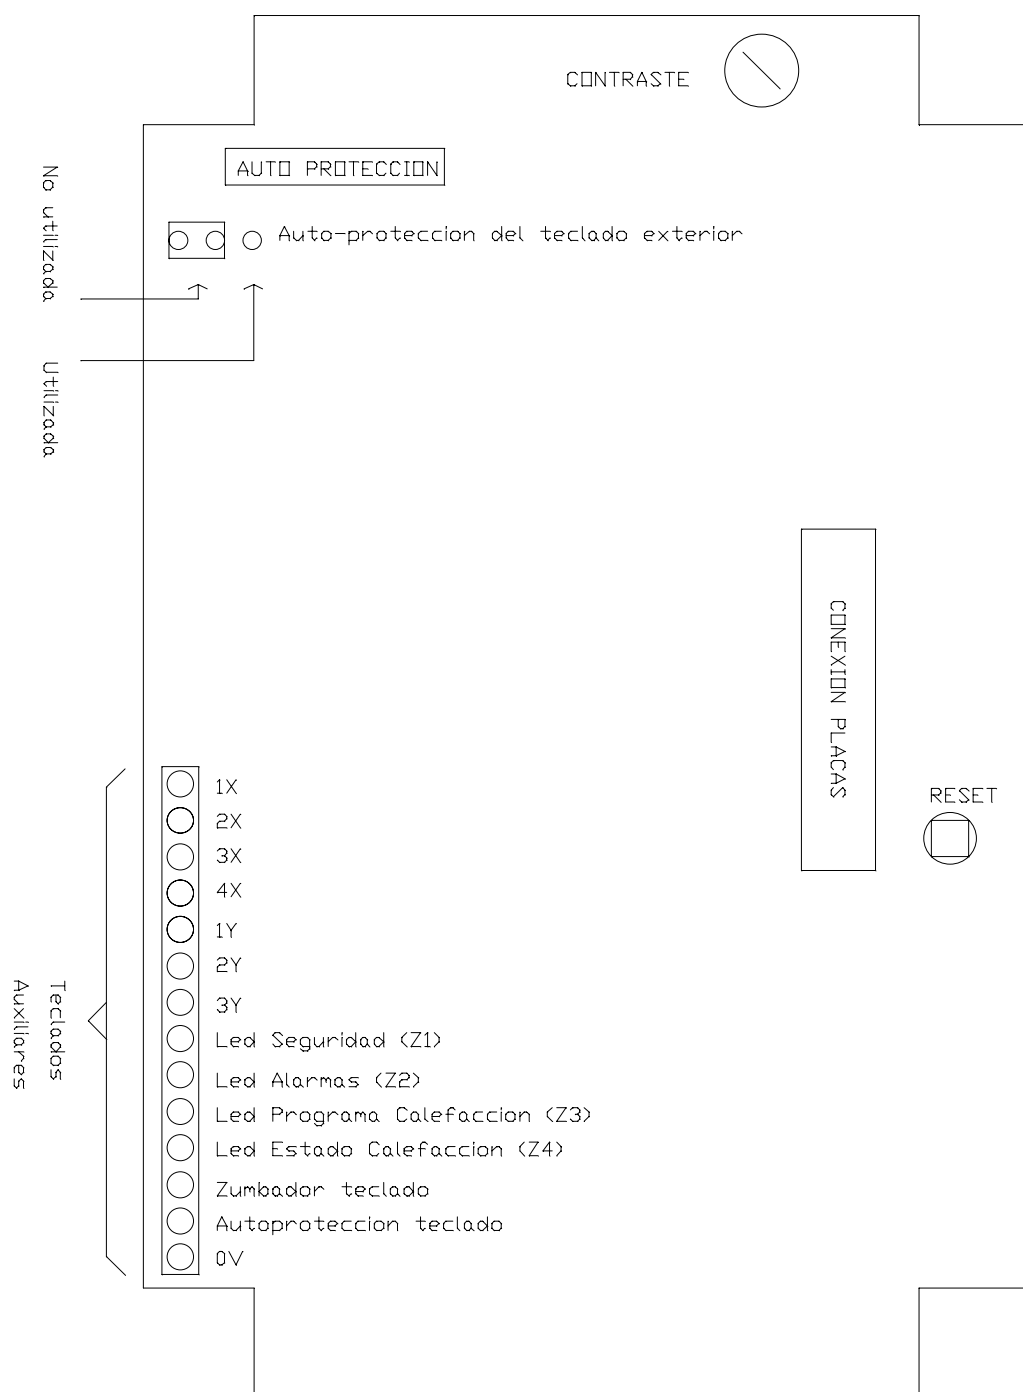 CONTRASTE
AUTO PROTECCION
Auto-proteccion del teclado exterior
No utilizada
Utilizada
CONEXION PLACAS
RESET
1X
2X
3X
4X
1Y
2Y
3Y
Led Seguridad (Z1)
Led Alarmas (Z2)
Led Programa Calefaccion (Z3)
Led Estado Calefaccion (Z4)
Zumbador teclado
Autoproteccion teclado
0V
Teclados
Auxiliares